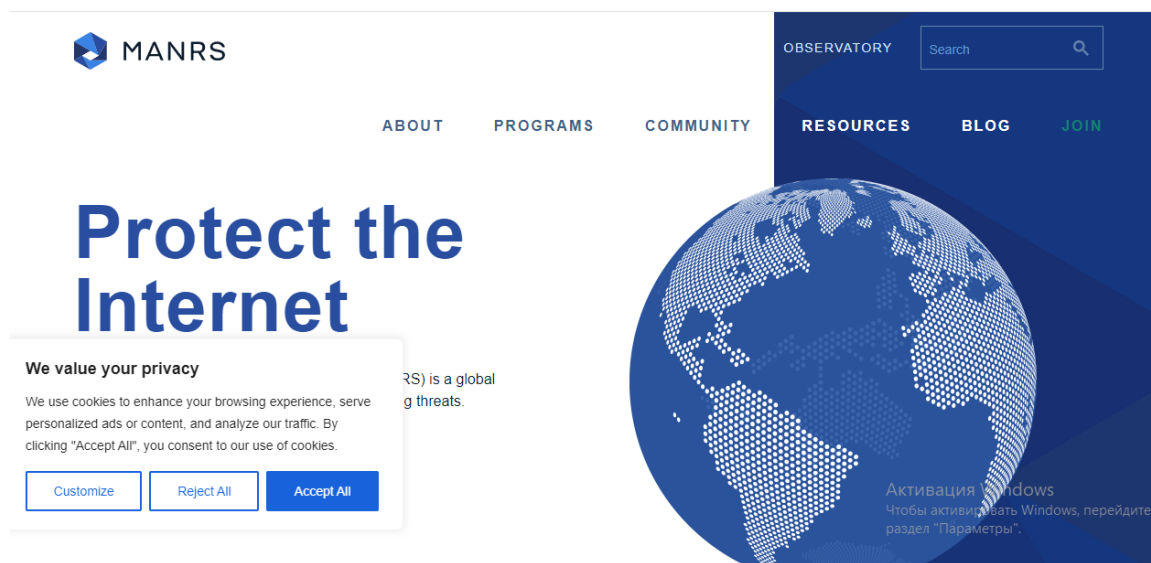 MANRS
OBSERVATORY
Search
ABOUT
PROGRAMS
COMMUNITY
RESOURCES
BLOG
JOIN
Protect the
Internet
RS) is a global
g threats.
We value your privacy
We use cookies to enhance your browsing experience, serve
personalized ads or content, and analyze our traffic. By
clicking "Accept All", you consent to our use of cookies.
Customize
Reject All
Accept All
Активация Windows
Чтобы активировать Windows, перейдите
раздел "Параметры".